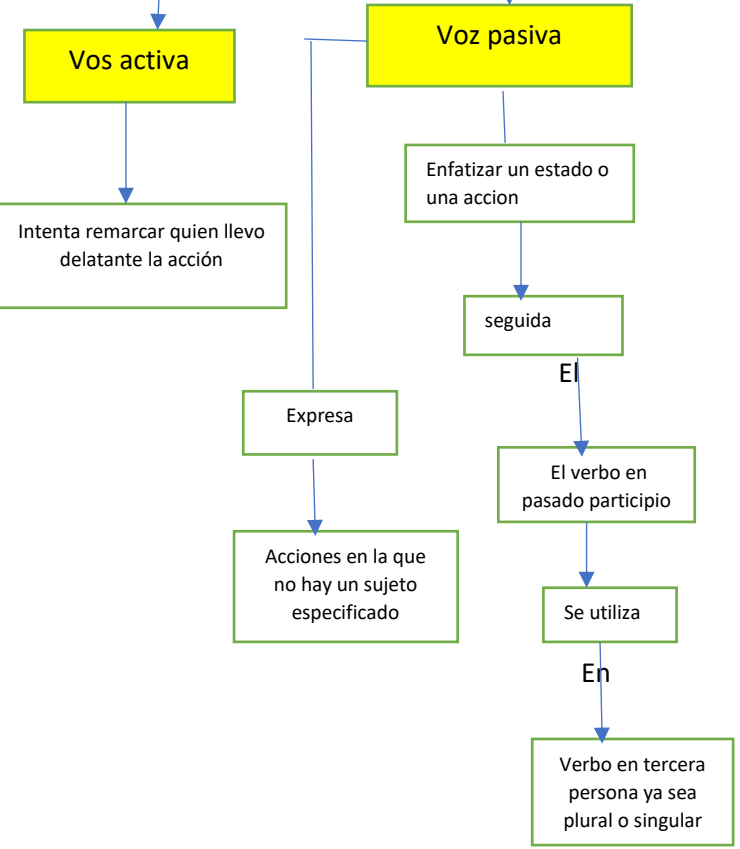 Vos activa
Voz pasiva
Intenta remarcar quien llevo
delatante la acción
Enfatizar un estado o
una accion
seguida
El
Expresa
El verbo en
pasado participio
Acciones en la que
no hay un sujeto
especificado
Se utiliza
En
Verbo en tercera
persona ya sea
plural o singular